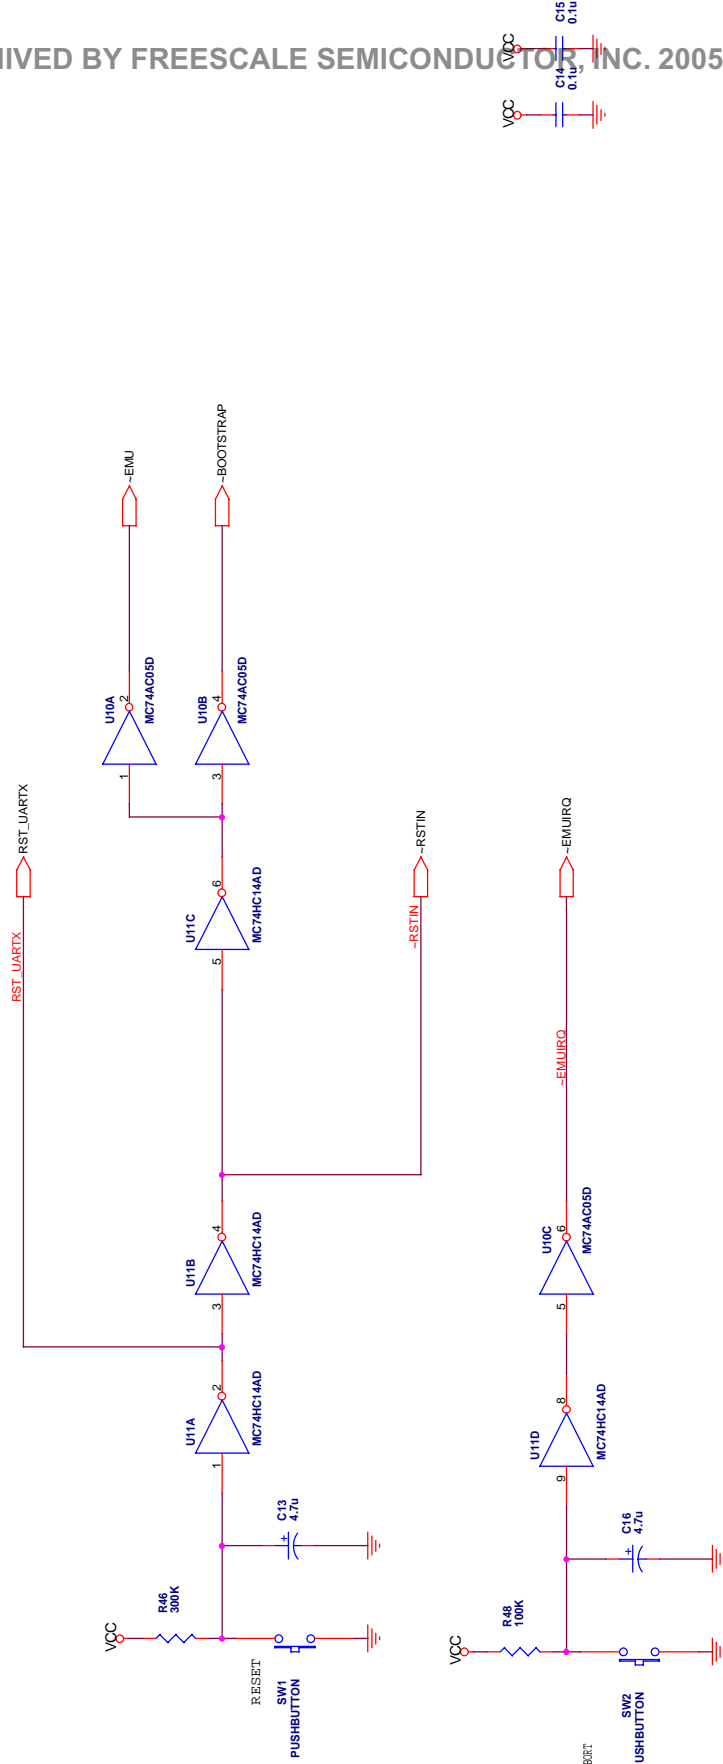 C15
0.1u
VCC
HIVED BY FREESCALE SEMICONDUCTOR, INC. 2005
C14
0.1u
VCC
~EMU
~BOOTSTRAP
U10A
MC74AC05D
1
2
U10B
MC74AC05D
3
4
RST_UARTX
RST_UARTX
U11C
MC74HC14AD
5
6
~RSTIN
~RSTIN
~EMUIRQ
~EMUIRQ
U11B
MC74HC14AD
3
4
U10C
MC74AC05D
5
6
U11A
MC74HC14AD
1
2
U11D
MC74HC14AD
9
8
C13
4.7u
+
C16
4.7u
+
R46
300K
VCC
R48
100K
VCC
RESET
SW1
PUSHBUTTON
SW2
USHBUTTON
BORT